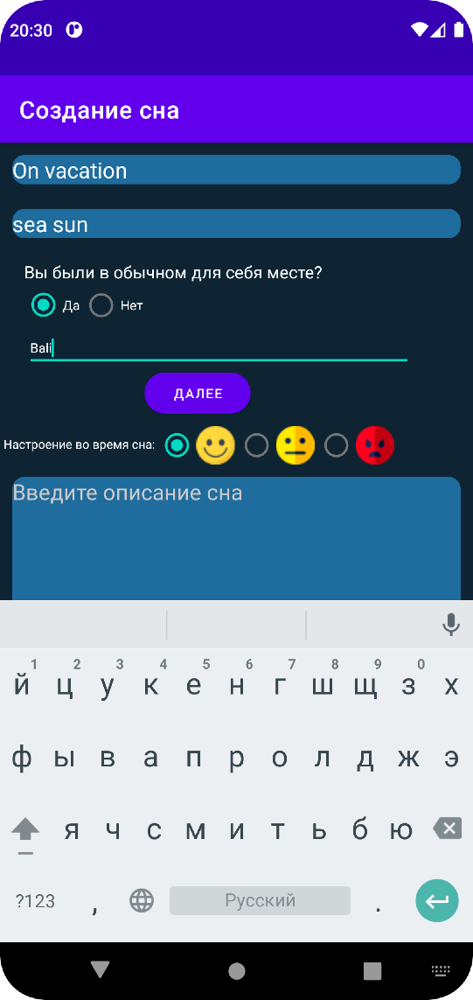 20:30
Создание сна
On vacation
sea sun
Вы были в обычном для себя месте?
Да Нет
Bali
ДАЛЕЕ
Настроение во время сна:
Введите описание сна
1 2 3 4 5 6 7 8 9 0
й ц у к е н г ш щ з х
ф ы в а п р о л д ж э
я ч с м и т ь б ю
?123 , Русский .